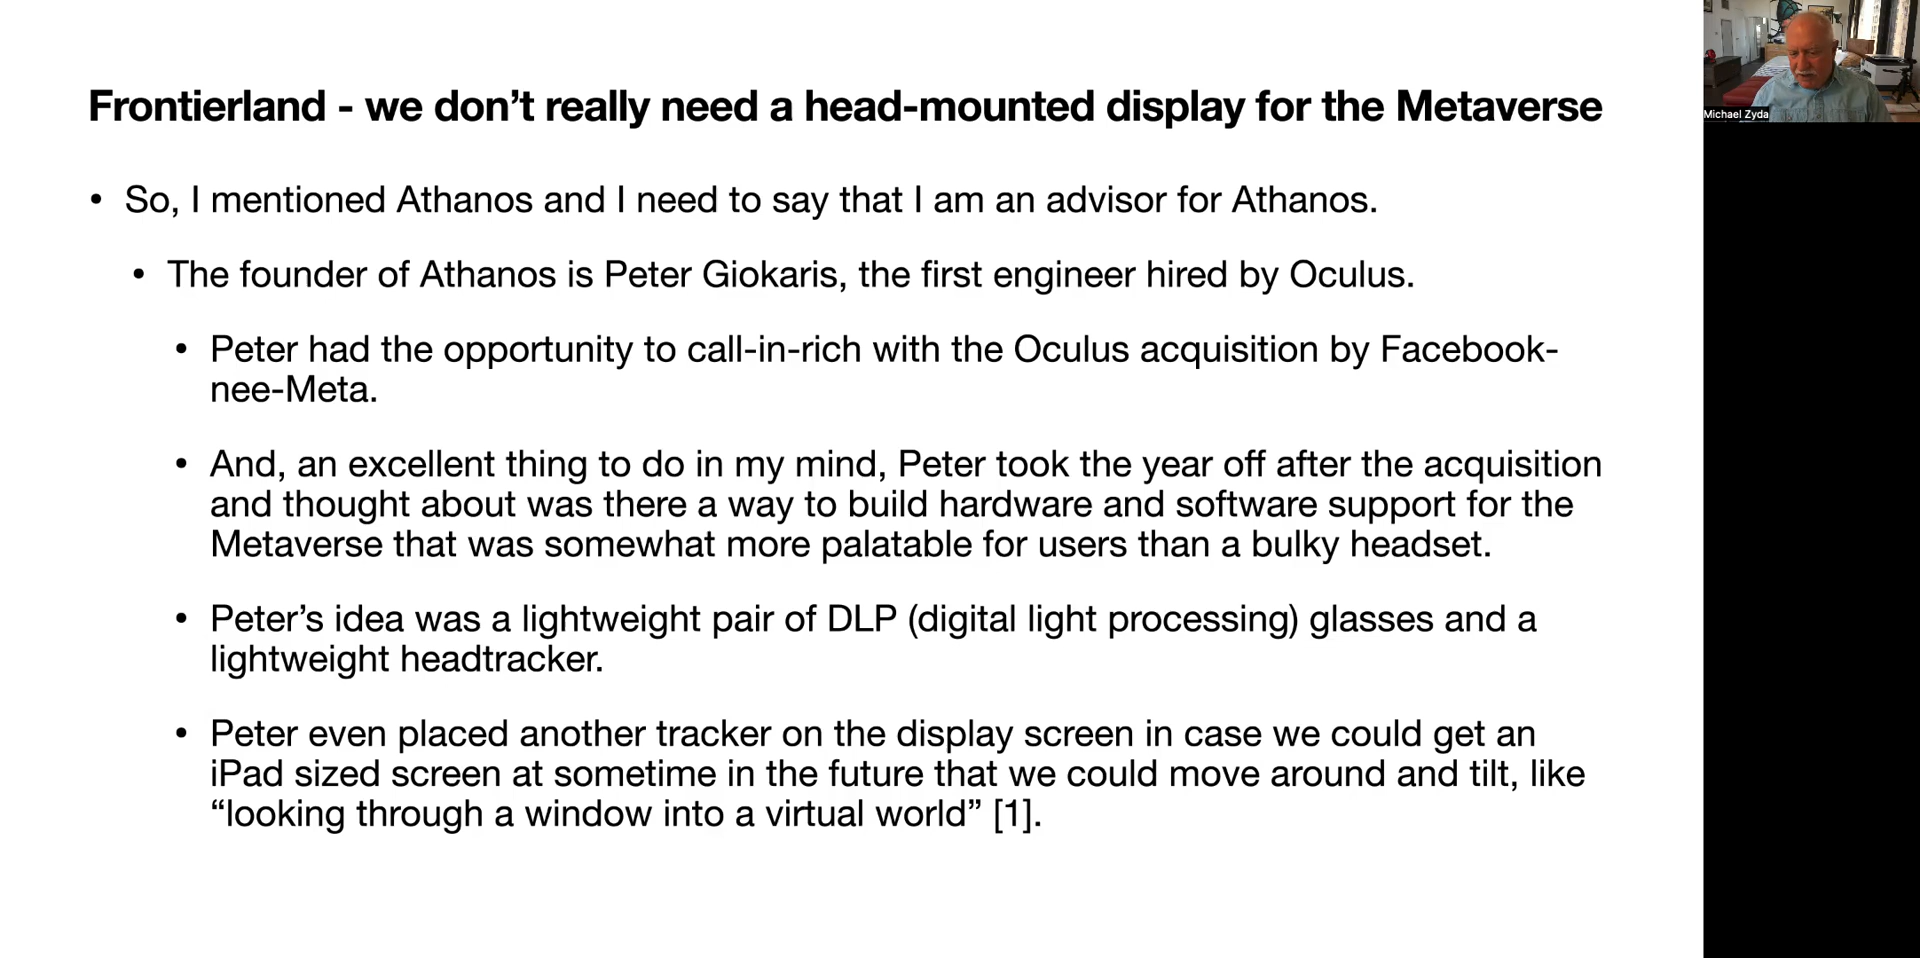 Frontierland - we don’t really need a head-mounted display for the Metaverse
• So, I mentioned Athanos and I need to say that I am an advisor for Athanos.
• The founder of Athanos is Peter Giokaris, the first engineer hired by Oculus.
• Peter had the opportunity to call-in-rich with the Oculus acquisition by Facebook-
nee-Meta.
• And, an excellent thing to do in my mind, Peter took the year off after the acquisition
and thought about was there a way to build hardware and software support for the
Metaverse that was somewhat more palatable for users than a bulky headset.
• Peter’s idea was a lightweight pair of DLP (digital light processing) glasses and a
lightweight headtracker.
• Peter even placed another tracker on the display screen in case we could get an
iPad sized screen at sometime in the future that we could move around and tilt, like
“looking through a window into a virtual world” [1].
Michael Zyda